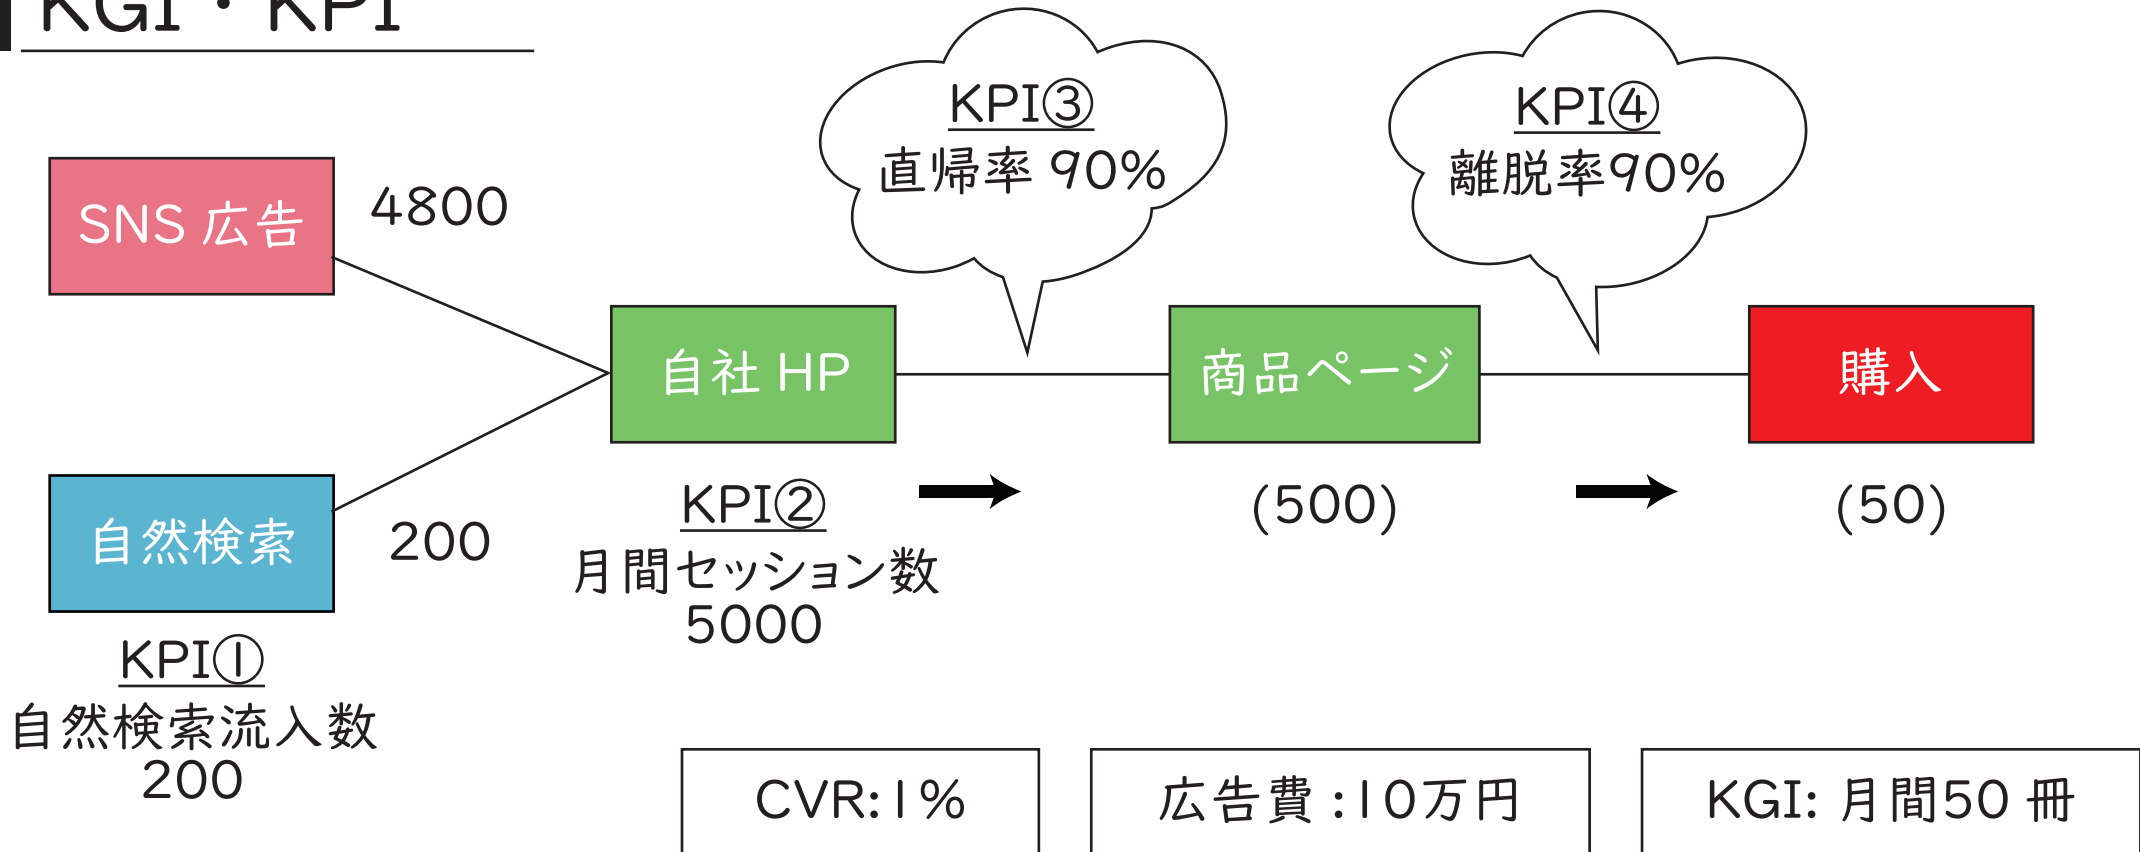 KGI・KPI
SNS 広告
4800
自然検索
200
KPI①
自然検索流入数
200
自社 HP
KPI②
月間セッション数
5000
KPI③
直帰率 90%
商品ページ
(500)
KPI④
離脱率90%
購入
(50)
CVR:1%
広告費 :10万円
KGI: 月間50 冊